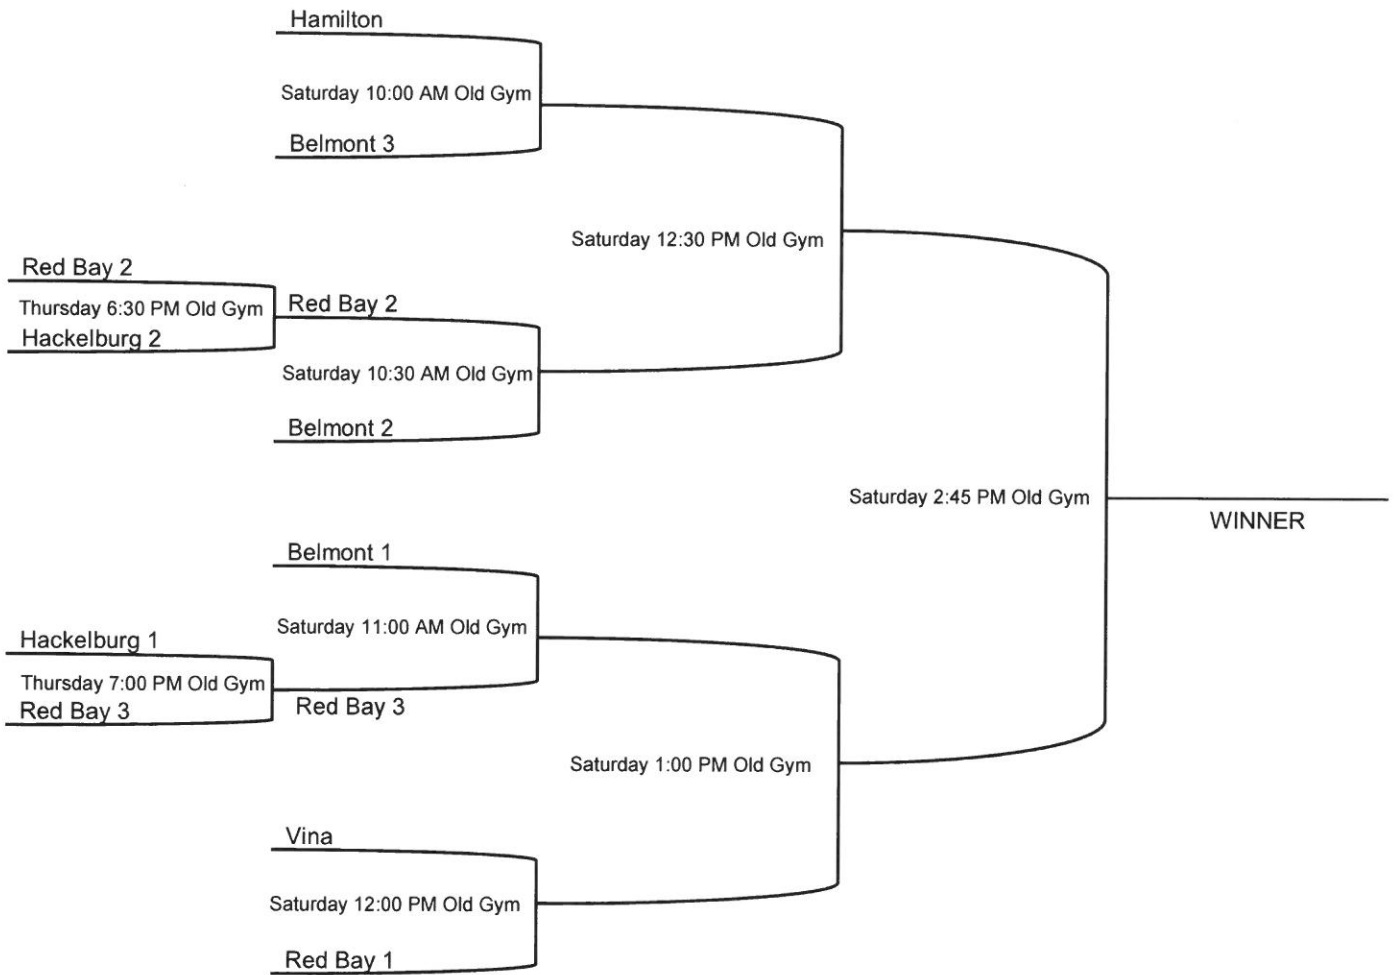 Hamilton
Saturday 10:00 AM Old Gym
Belmont 3
Saturday 12:30 PM Old Gym
Red Bay 2
Thursday 6:30 PM Old Gym
Hackelburg 2
Red Bay 2
Saturday 10:30 AM Old Gym
Belmont 2
Saturday 2:45 PM Old Gym
WINNER
Belmont 1
Saturday 11:00 AM Old Gym
Hackelburg 1
Thursday 7:00 PM Old Gym
Red Bay 3
Red Bay 3
Saturday 1:00 PM Old Gym
Vina
Saturday 12:00 PM Old Gym
Red Bay 1